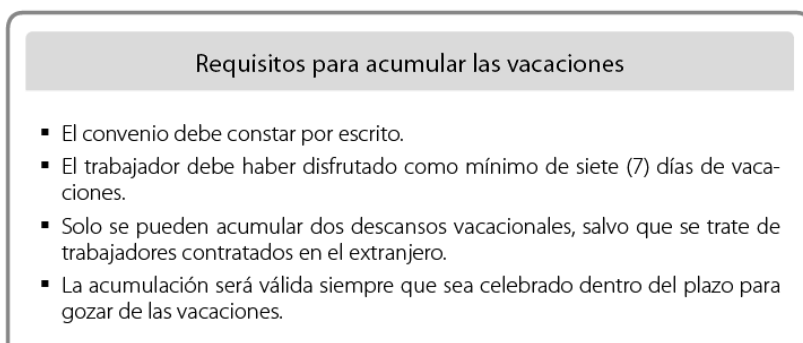 Requisitos para acumular las vacaciones
▪ El convenio debe constar por escrito.
▪ El trabajador debe haber disfrutado como mínimo de siete (7) días de vaca-
ciones.
▪ Solo se pueden acumular dos descansos vacacionales, salvo que se trate de
trabajadores contratados en el extranjero.
▪ La acumulación será válida siempre que sea celebrado dentro del plazo para
gozar de las vacaciones.